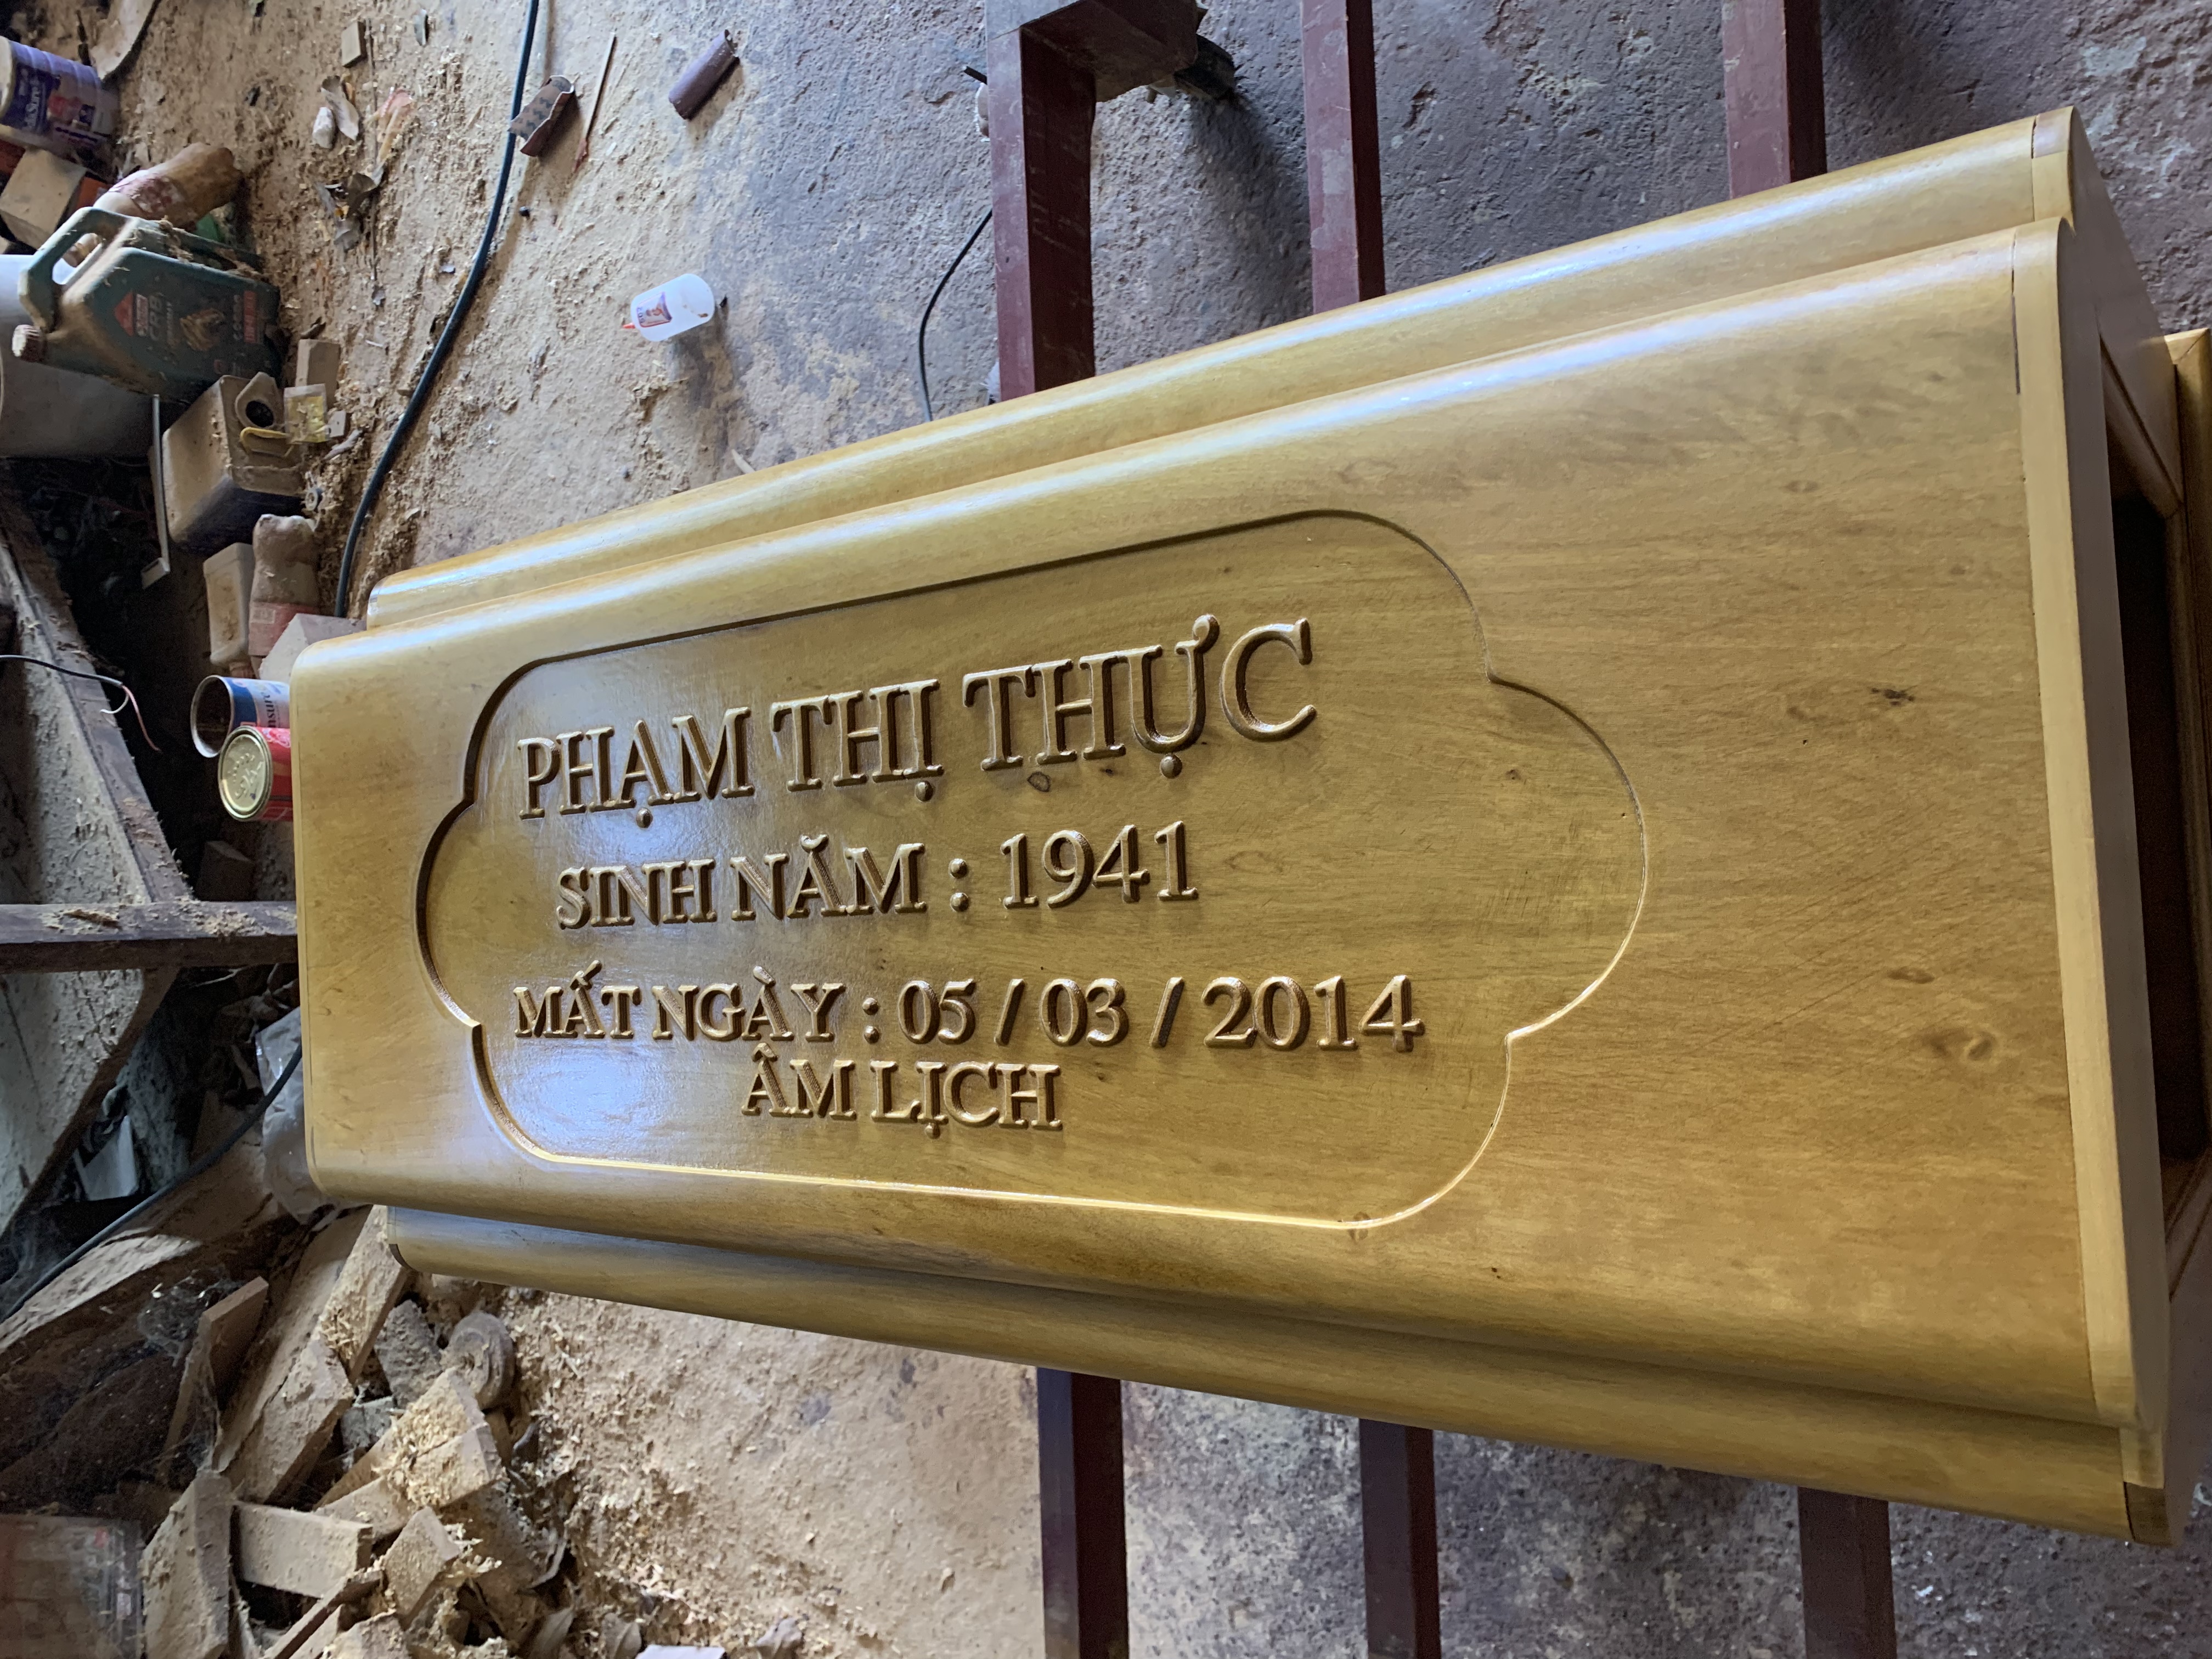 PHẠM THỊ THỰC
SINH NĂM : 1941
MẤT NGÀY : 05 / 03 / 2014
ÂM LỊCH